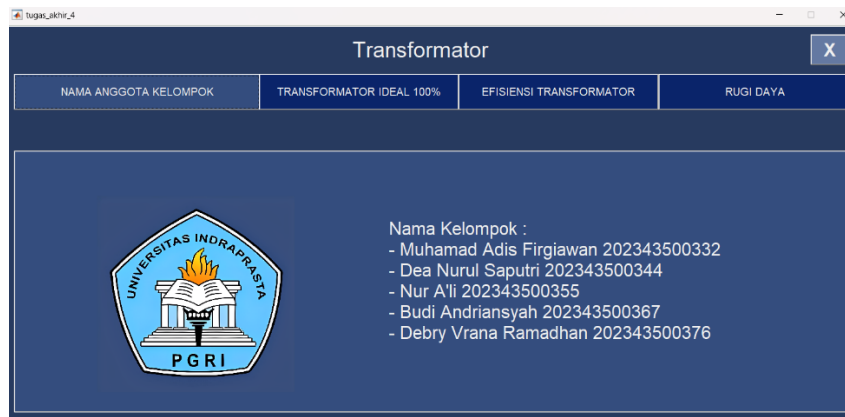 tugas_akhir_4
Transformator
X
NAMA ANGGOTA KELOMPOK
TRANSFORMATOR IDEAL 100%
EFISIENSI TRANSFORMATOR
RUGI DAYA
UNIVERSITAS INDRAPRASTA
PGRI
Nama Kelompok :
- Muhamad Adis Firgiawan 202343500332
- Dea Nurul Saputri 202343500344
- Nur A'li 202343500355
- Budi Andriansyah 202343500367
- Debry Vrana Ramadhan 202343500376